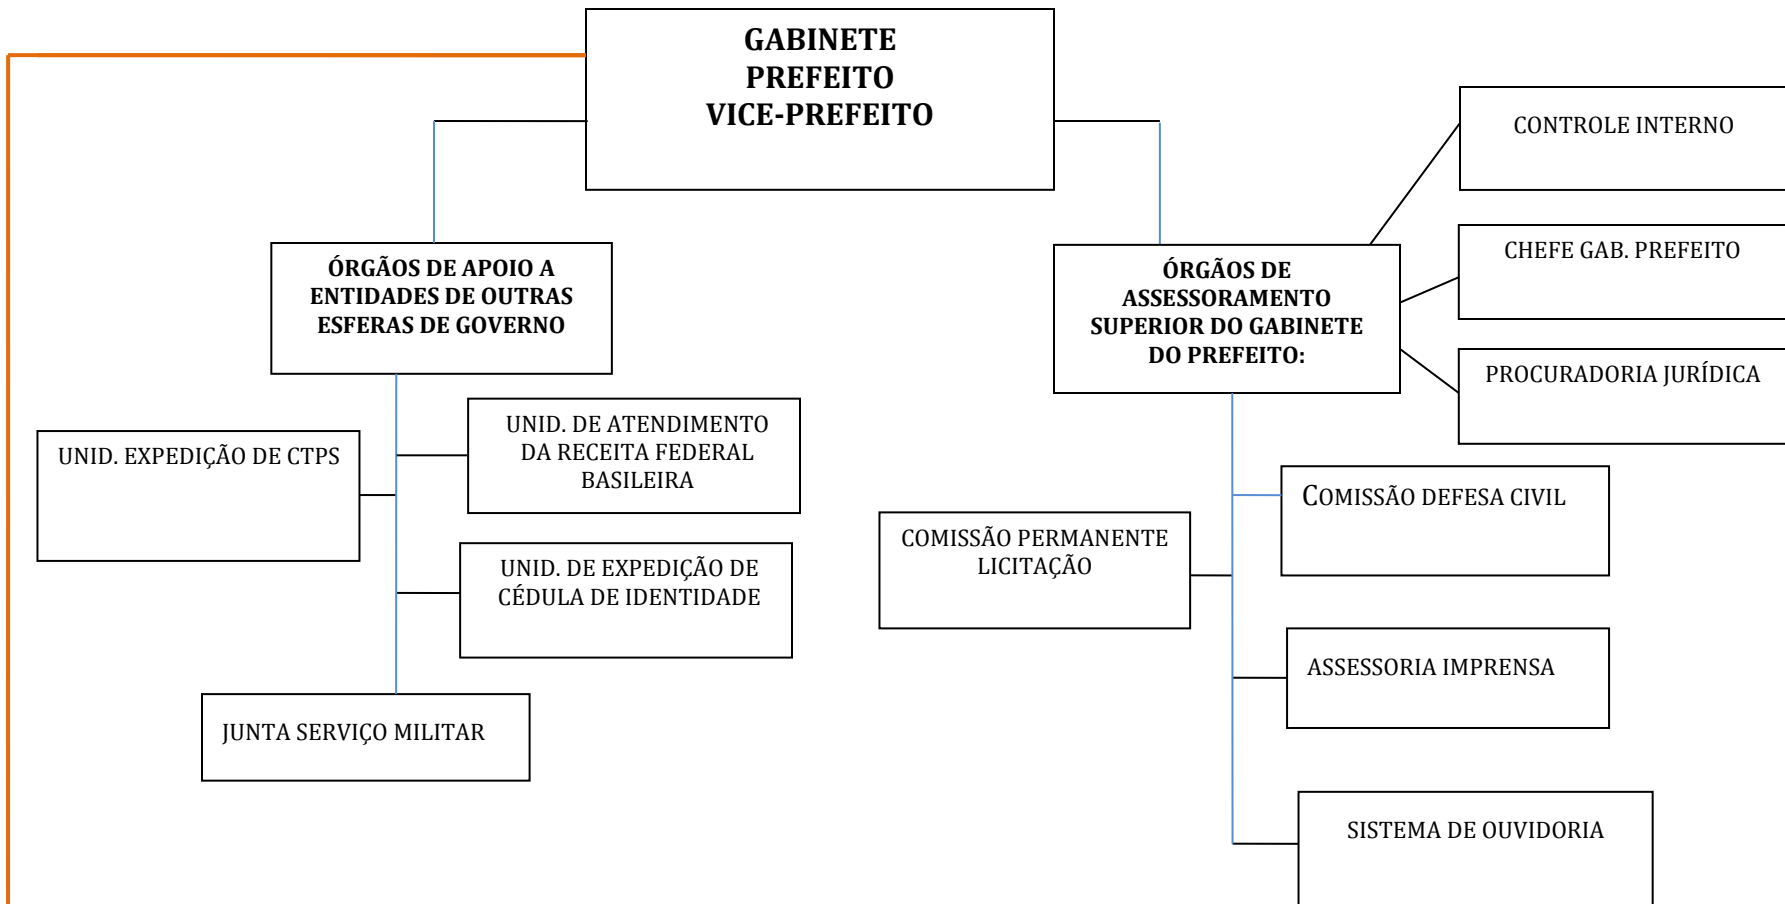 GABINETE
PREFEITO
VICE-PREFEITO
CONTROLE INTERNO
CHEFE GAB. PREFEITO
PROCURADORIA JURÍDICA
ÓRGÃOS DE APOIO A
ENTIDADES DE OUTRAS
ESFERAS DE GOVERNO
ÓRGÃOS DE
ASSESSORAMENTO
SUPERIOR DO GABINETE
DO PREFEITO:
UNID. EXPEDIÇÃO DE CTPS
UNID. DE ATENDIMENTO
DA RECEITA FEDERAL
BASILEIRA
UNID. DE EXPEDIÇÃO DE
CÉDULA DE IDENTIDADE
JUNTA SERVIÇO MILITAR
COMISSÃO PERMANENTE
LICITAÇÃO
COMISSÃO DEFESA CIVIL
ASSESSORIA IMPRENSA
SISTEMA DE OUVIDORIA